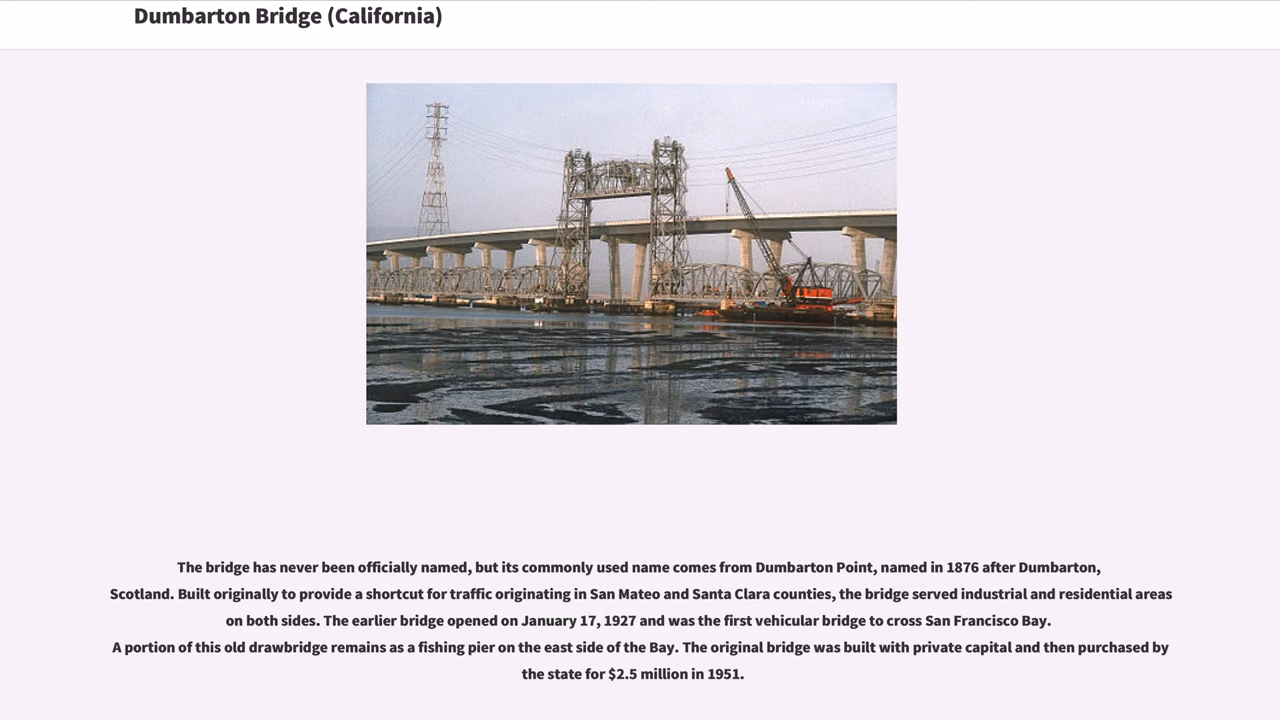 Dumbarton Bridge (California)
The bridge has never been officially named, but its commonly used name comes from Dumbarton Point, named in 1876 after Dumbarton,
Scotland. Built originally to provide a shortcut for traffic originating in San Mateo and Santa Clara counties, the bridge served industrial and residential areas
on both sides. The earlier bridge opened on January 17, 1927 and was the first vehicular bridge to cross San Francisco Bay.
A portion of this old drawbridge remains as a fishing pier on the east side of the Bay. The original bridge was built with private capital and then purchased by
the state for $2.5 million in 1951.